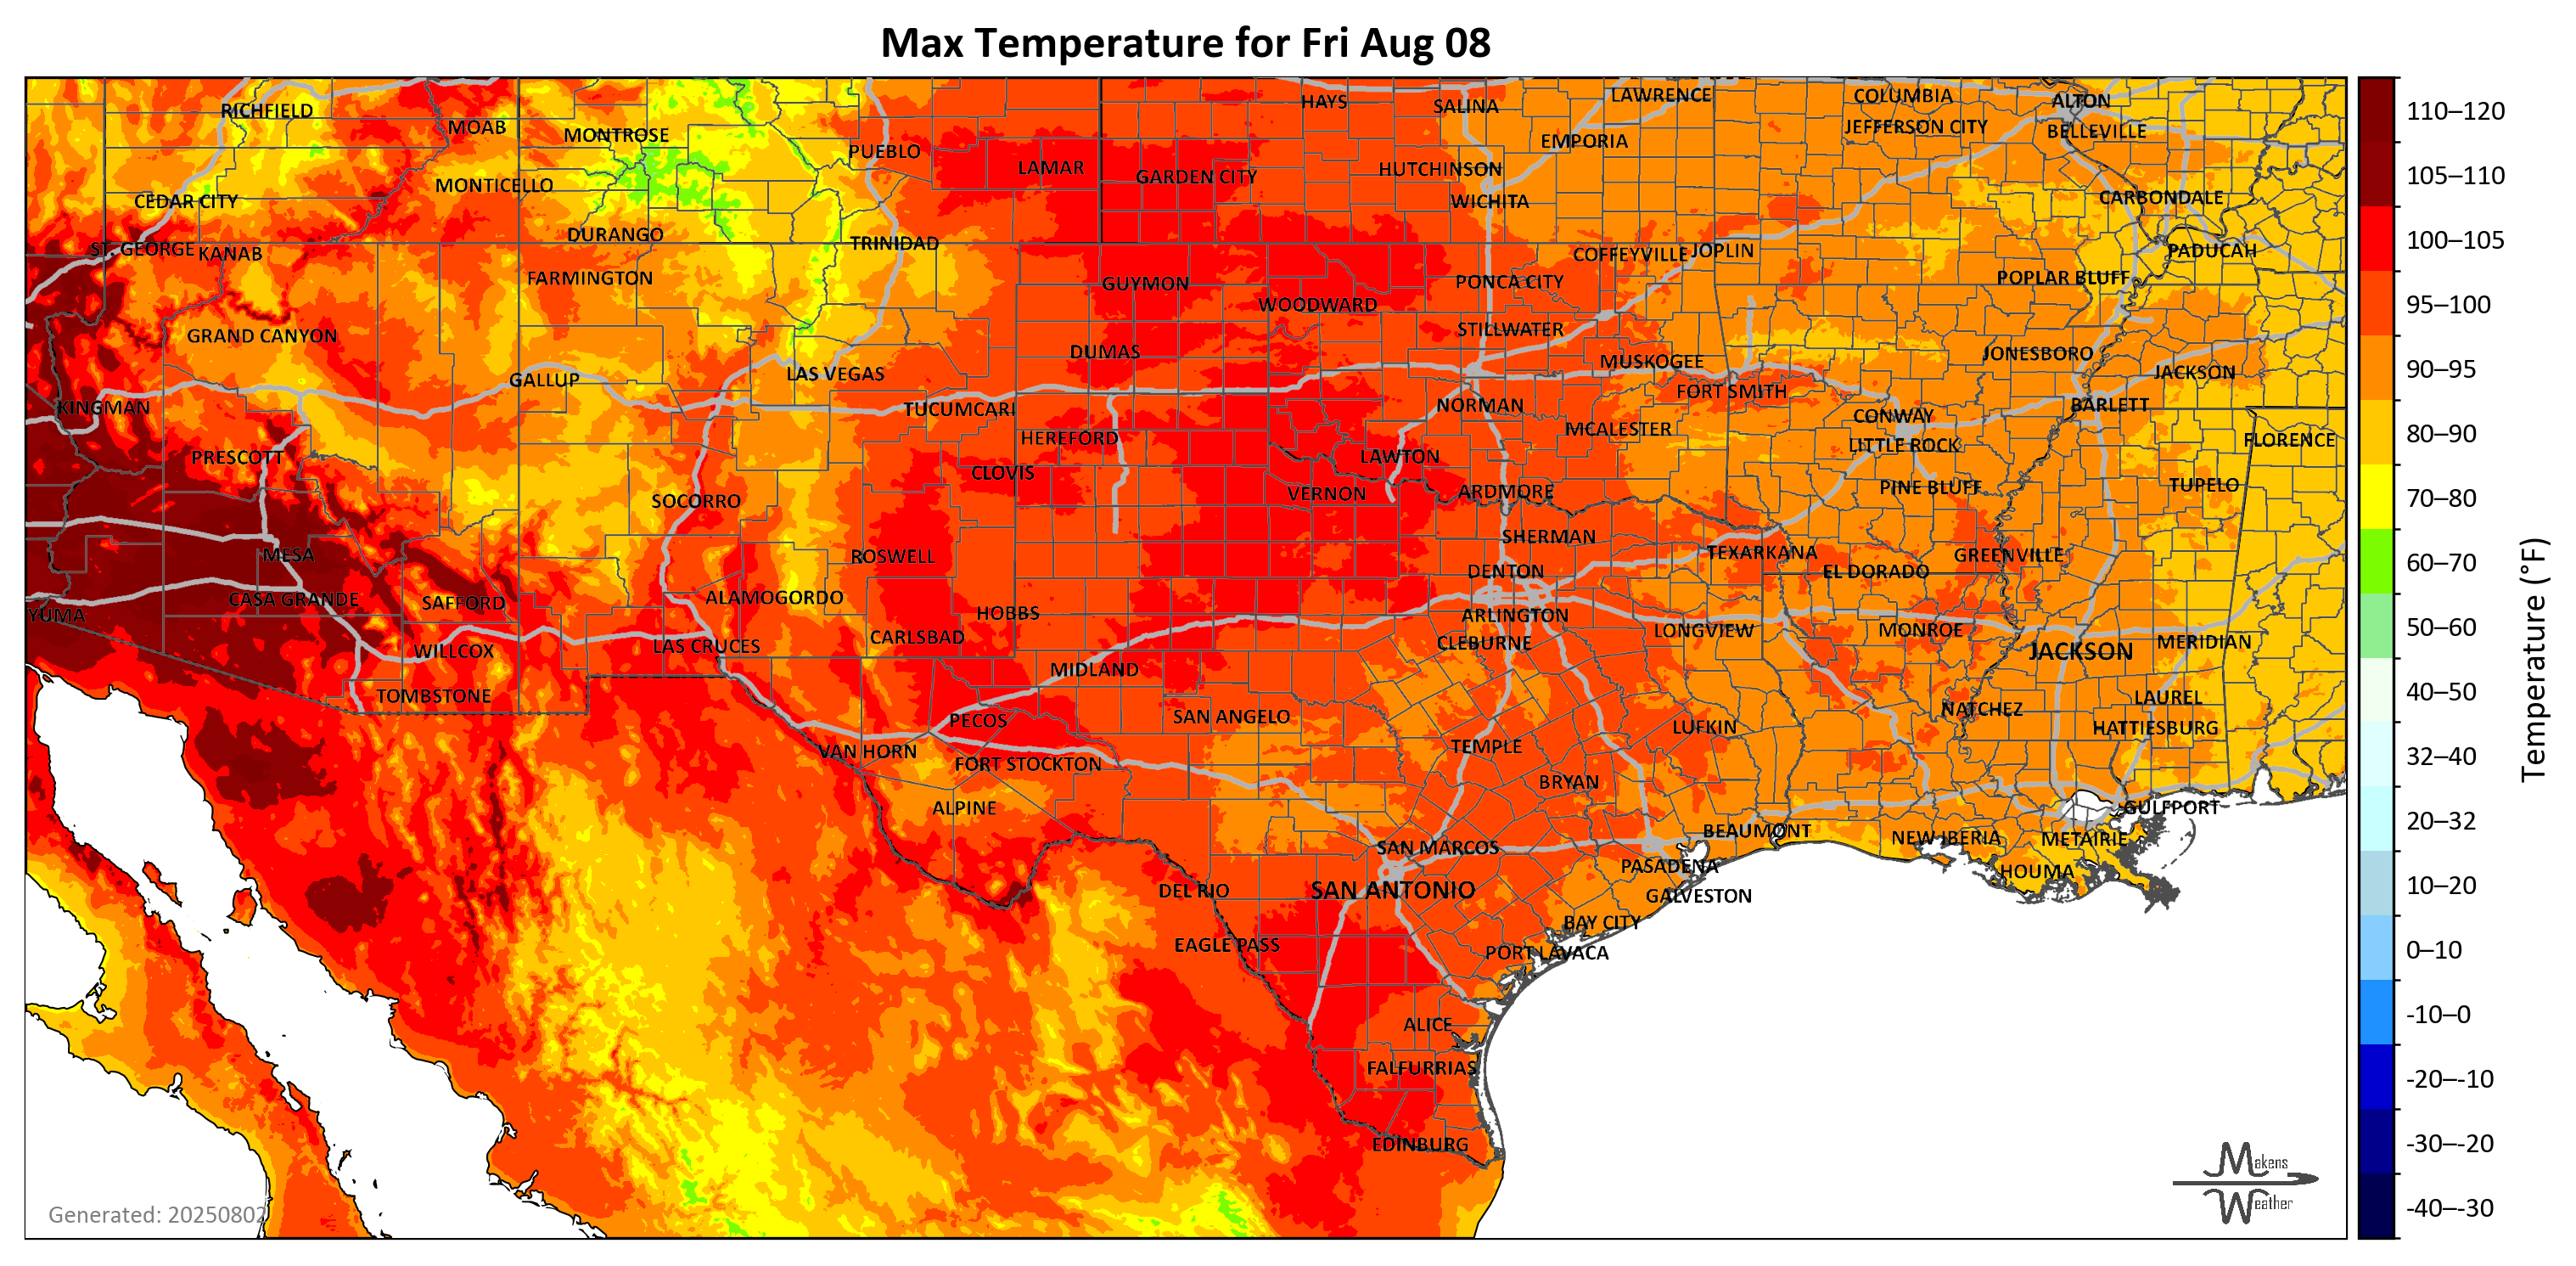 Max Temperature for Fri Aug 08
RICHFIELD
MOAB
MONTROSE
PUEBLO
LAMAR
HAYS
SALINA
LAWRENCE
COLUMBIA
ALTON
EMPORIA
JEFFERSON CITY
BELLEVILLE
MONTICELLO
GARDEN CITY
HUTCHINSON
CEDAR CITY
WICHITA
CARBONDALE
DURANGO
ST. GEORGE
KANAB
TRINIDAD
COFFEYVILLE
JOPLIN
PADUCAH
FARMINGTON
GUYMON
PONCA CITY
POPLAR BLUFF
WOODWARD
GRAND CANYON
STILLWATER
DUMAS
MUSKOGEE
JONESBORO
GALLUP
LAS VEGAS
JACKSON
FORT SMITH
KINGMAN
TUCUMCARI
NORMAN
BARLETT
CONWAY
HEREFORD
MCALESTER
LITTLE ROCK
FLORENCE
PRESCOTT
CLOVIS
LAWTON
SOCORRO
VERNON
ARDMORE
PINE BLUFF
TUPELO
SHERMAN
MESA
ROSWELL
TEXARKANA
GREENVILLE
DENTON
EL DORADO
YUMA
CASA GRANDE
SAFFORD
ALAMOGORDO
HOBBS
ARLINGTON
WILLCOX
LAS CRUCES
CARLSBAD
CLEBURNE
LONGVIEW
MONROE
JACKSON
MERIDIAN
MIDLAND
TOMBSTONE
PECOS
SAN ANGELO
LUFKIN
NATCHEZ
LAUREL
HATTIESBURG
VAN HORN
FORT STOCKTON
TEMPLE
BRYAN
ALPINE
GULFPORT
SAN MARCOS
BEAUMONT
NEW IBERIA
METAIRIE
PASADENA
HOUMA
DEL RIO
SAN ANTONIO
GALVESTON
BAY CITY
EAGLE PASS
PORT LAVACA
ALICE
FALFURRIAS
EDINBURG
Generated: 20250802
Makens
Weather
110–120
105–110
100–105
95–100
90–95
80–90
70–80
60–70
50–60
40–50
32–40
20–32
10–20
0–10
-10–0
-20–-10
-30–-20
-40–-30
Temperature (°F)